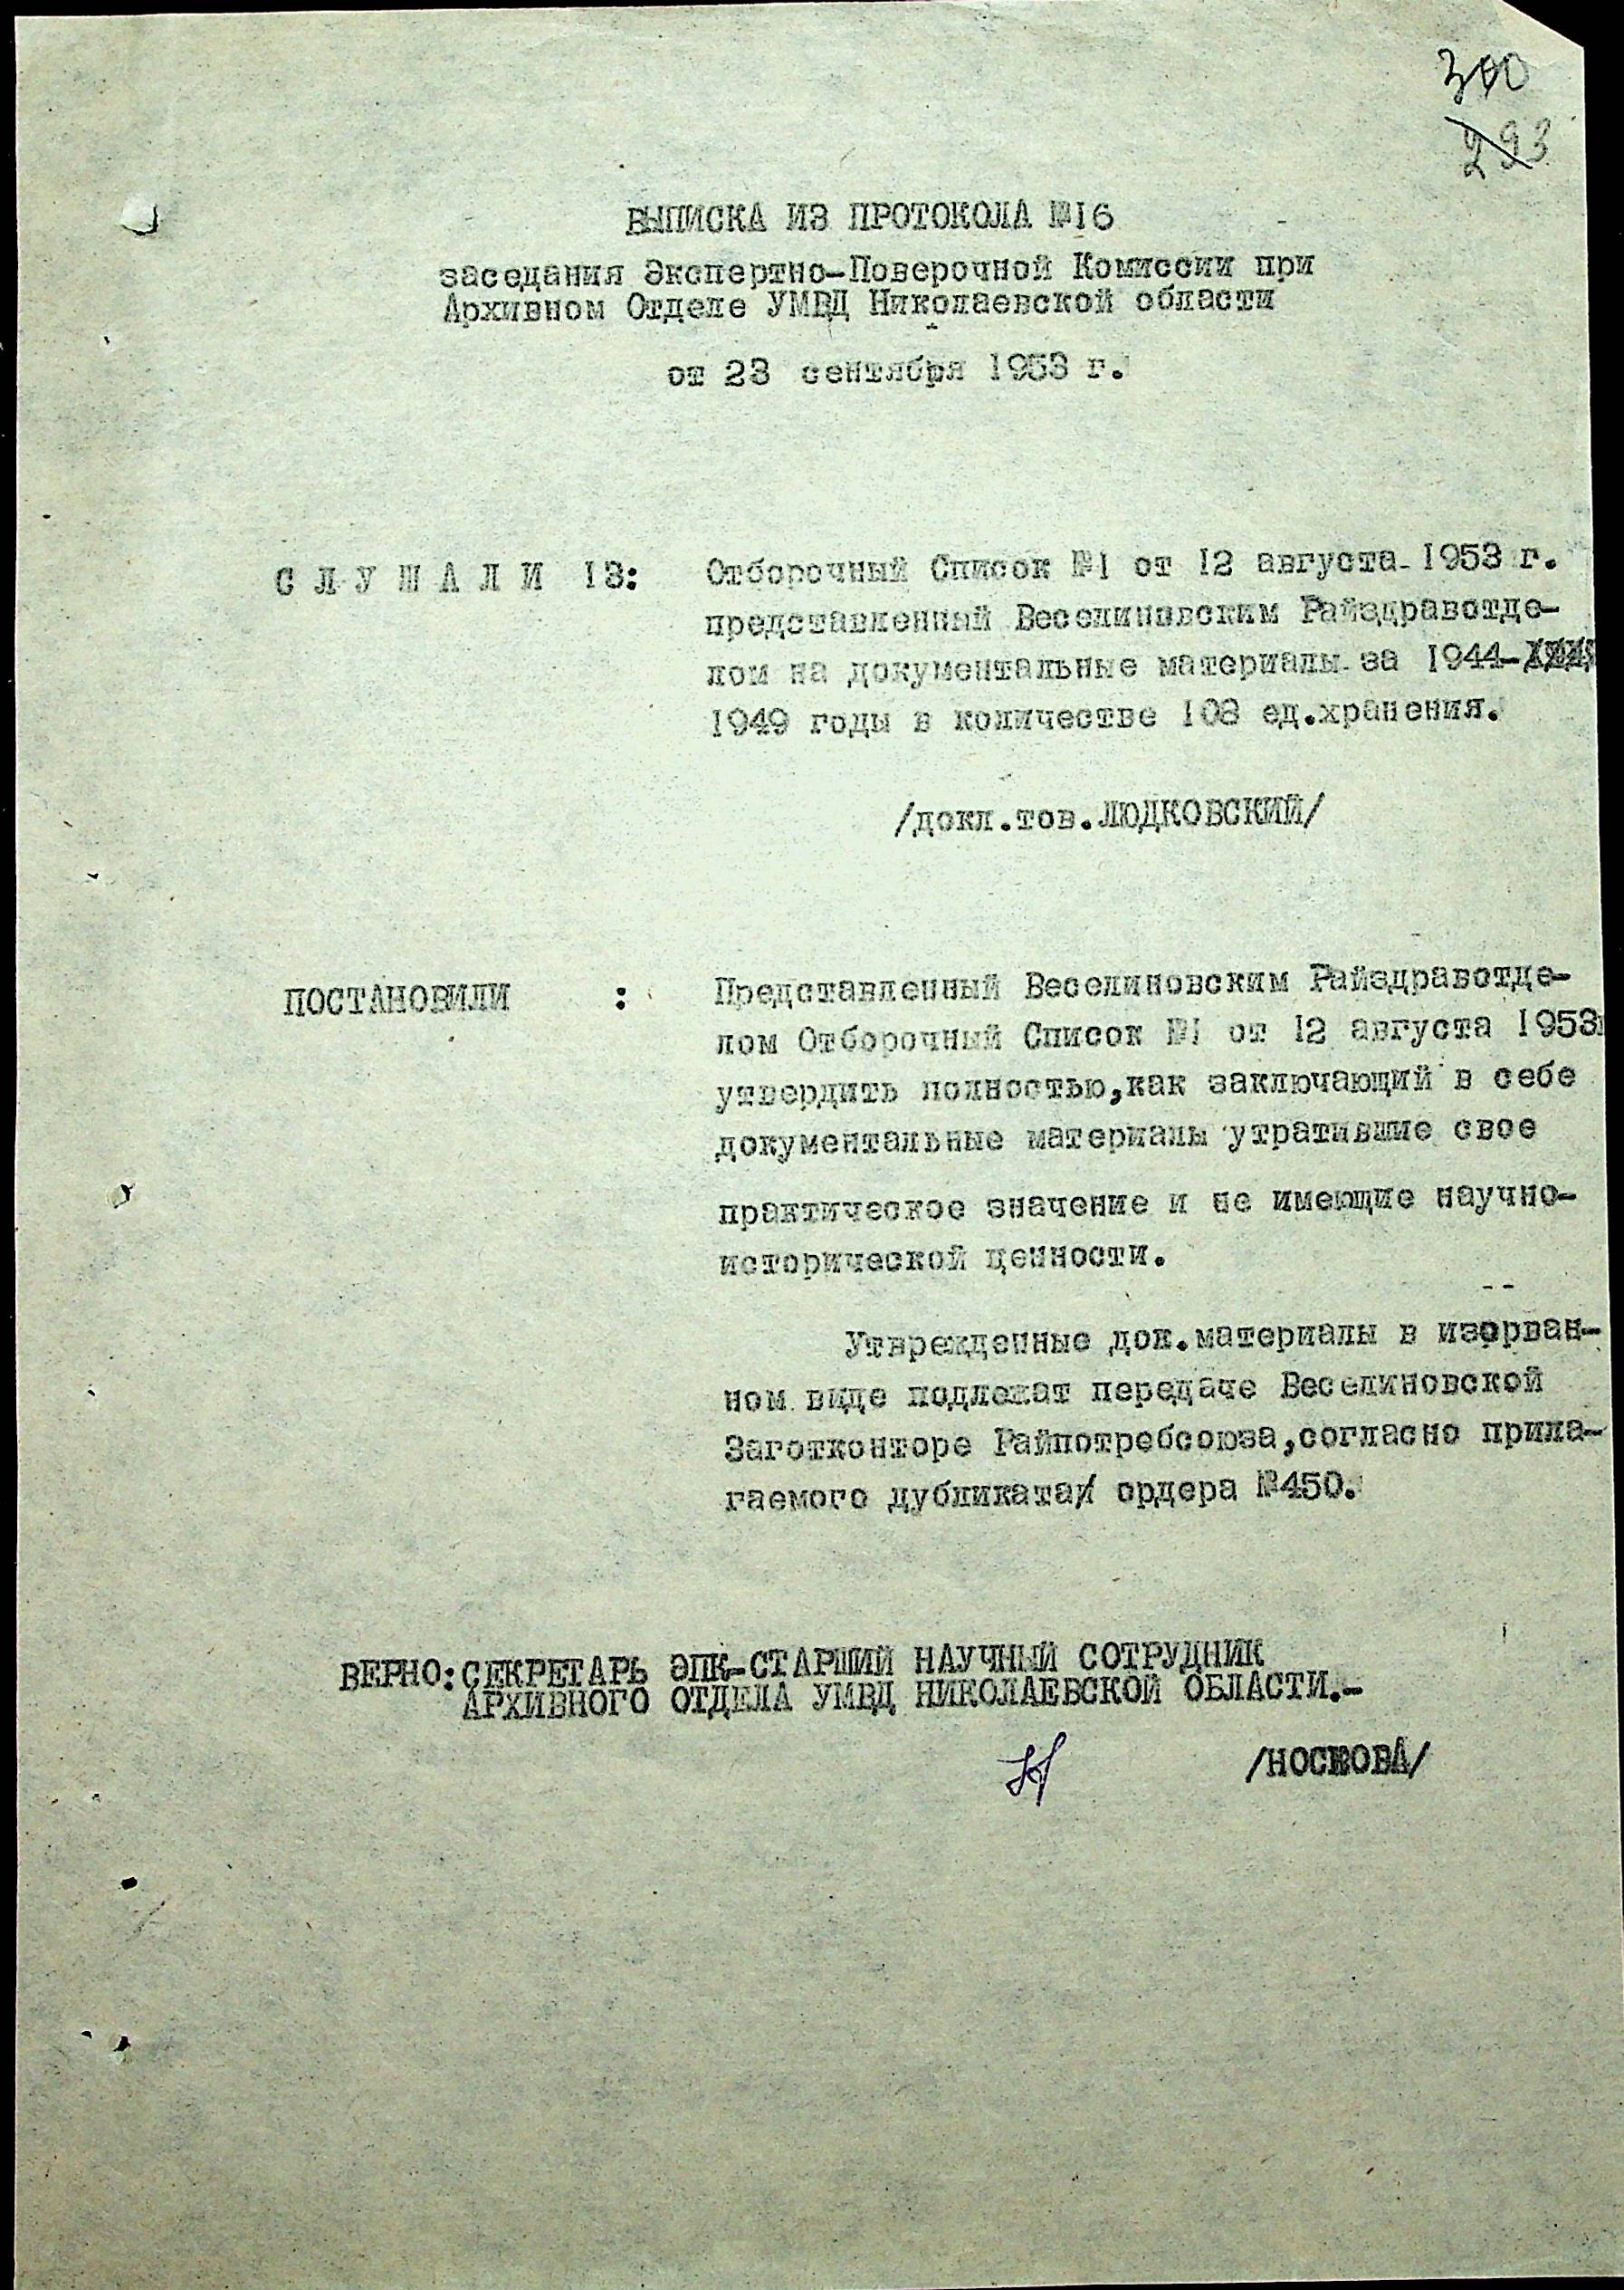 300
293
ВЫПИСКА ИЗ ПРОТОКОЛА №16
заседания Экспертно-Поверочной Комиссии при
Архивном Отделе УМВД Николаевской области
от 23 сентября 1953 г.
С Л У Ш А Л И 13: Отборочный Список №1 от 12 августа 1953 г.
представленный Веселиновским Райздравотде-
лом на документальные материалы за 1944-
1949 годы в количестве 108 ед.хранения.
/докл.тов.ЛЮДКОВСКИЙ/
ПОСТАНОВИЛИ : Представленный Веселиновским Райздравотде-
лом Отборочный Список №1 от 12 августа 1953г
утвердить полностью,как заключающий в себе
документальные материалы утратившие свое
практическое значение и не имеющие научно-
исторической ценности.
Утврежденные док.материалы в изорван-
ном виде подлежат передаче Веселиновской
Заготконторе Райпотребсоюза,согласно прила-
гаемого дубликата ордера №450.
ВЕРНО:СЕКРЕТАРЬ ЭПК-СТАРШИЙ НАУЧНЫЙ СОТРУДНИК
АРХИВНОГО ОТДЕЛА УМВД НИКОЛАЕВСКОЙ ОБЛАСТИ.-
/НОСКОВА/